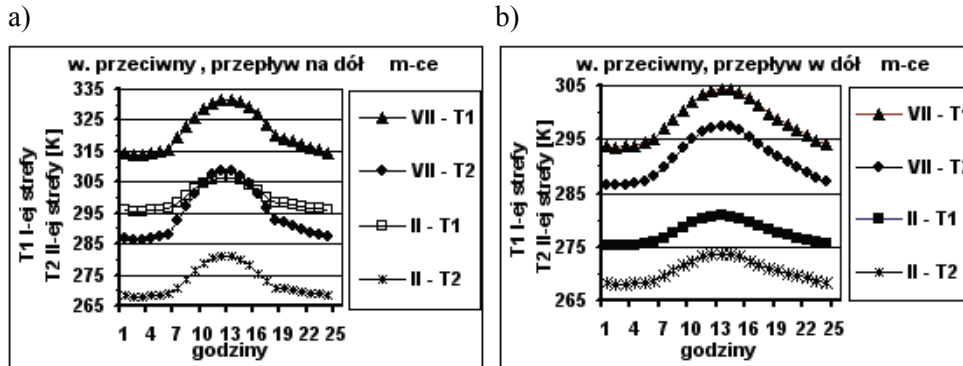 a)
w. przeciwny , przepływ na dół m-ce
T1 I-ej strefy
T2 II-ej strefy [K]
335
325
315
305
295
285
275
265
1 4 7 10 13 16 19 22 25
godziny
VII - T1
VII - T2
II - T1
II - T2
b)
w. przeciwny, przepływ w dół m-ce
T1 I-ej strefy
T2 II-ej strefy [K]
305
295
285
275
265
1 4 7 10 13 16 19 22 25
godziny
VII - T1
VII - T2
II - T1
II - T2